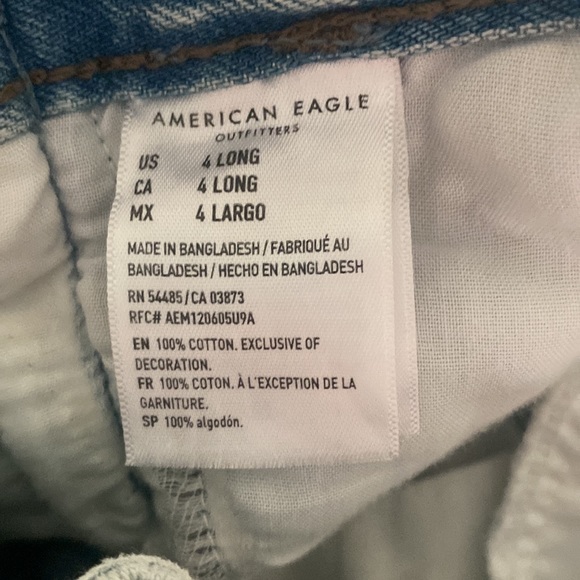 AMERICAN EAGLE
OUTFITTERS
US 4 LONG
CA 4 LONG
MX 4 LARGO
MADE IN BANGLADESH / FABRIQUÉ AU
BANGLADESH / HECHO EN BANGLADESH
RN 54485/CA 03873
RFC# AEM120605U9A
EN 100% COTTON. EXCLUSIVE OF
DECORATION.
FR 100% COTON. À L'EXCEPTION DE LA
GARNITURE.
SP 100% algodón.